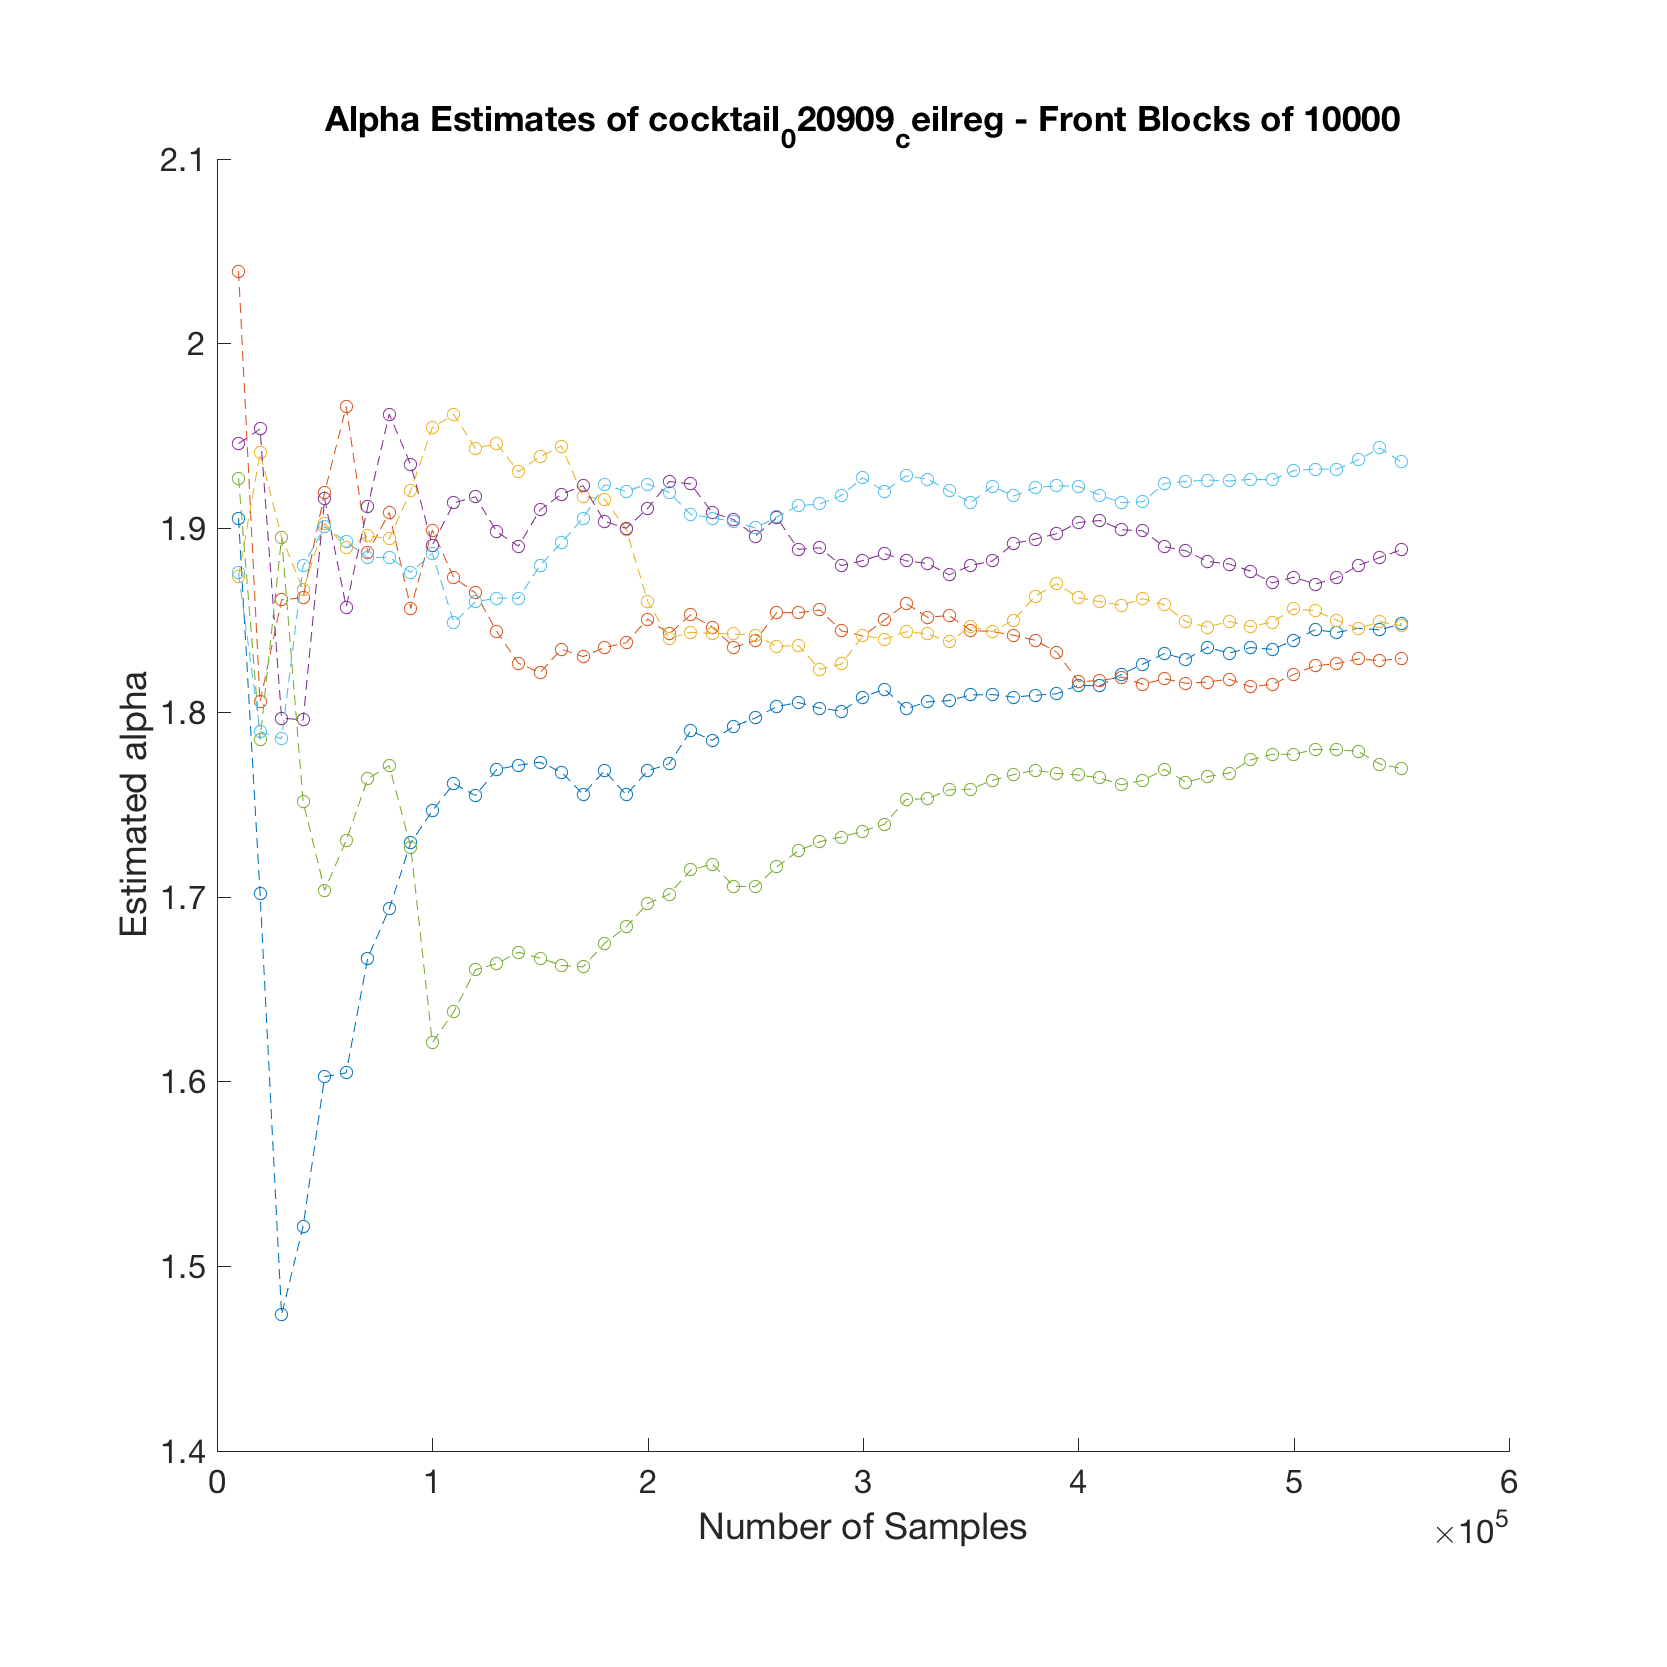 Alpha Estimates of cocktail_020909_ceilreg - Front Blocks of 10000
2.1
2
1.9
1.8
1.7
1.6
1.5
1.4
Estimated alpha
0 1 2 3 4 5 6
Number of Samples
×10^5